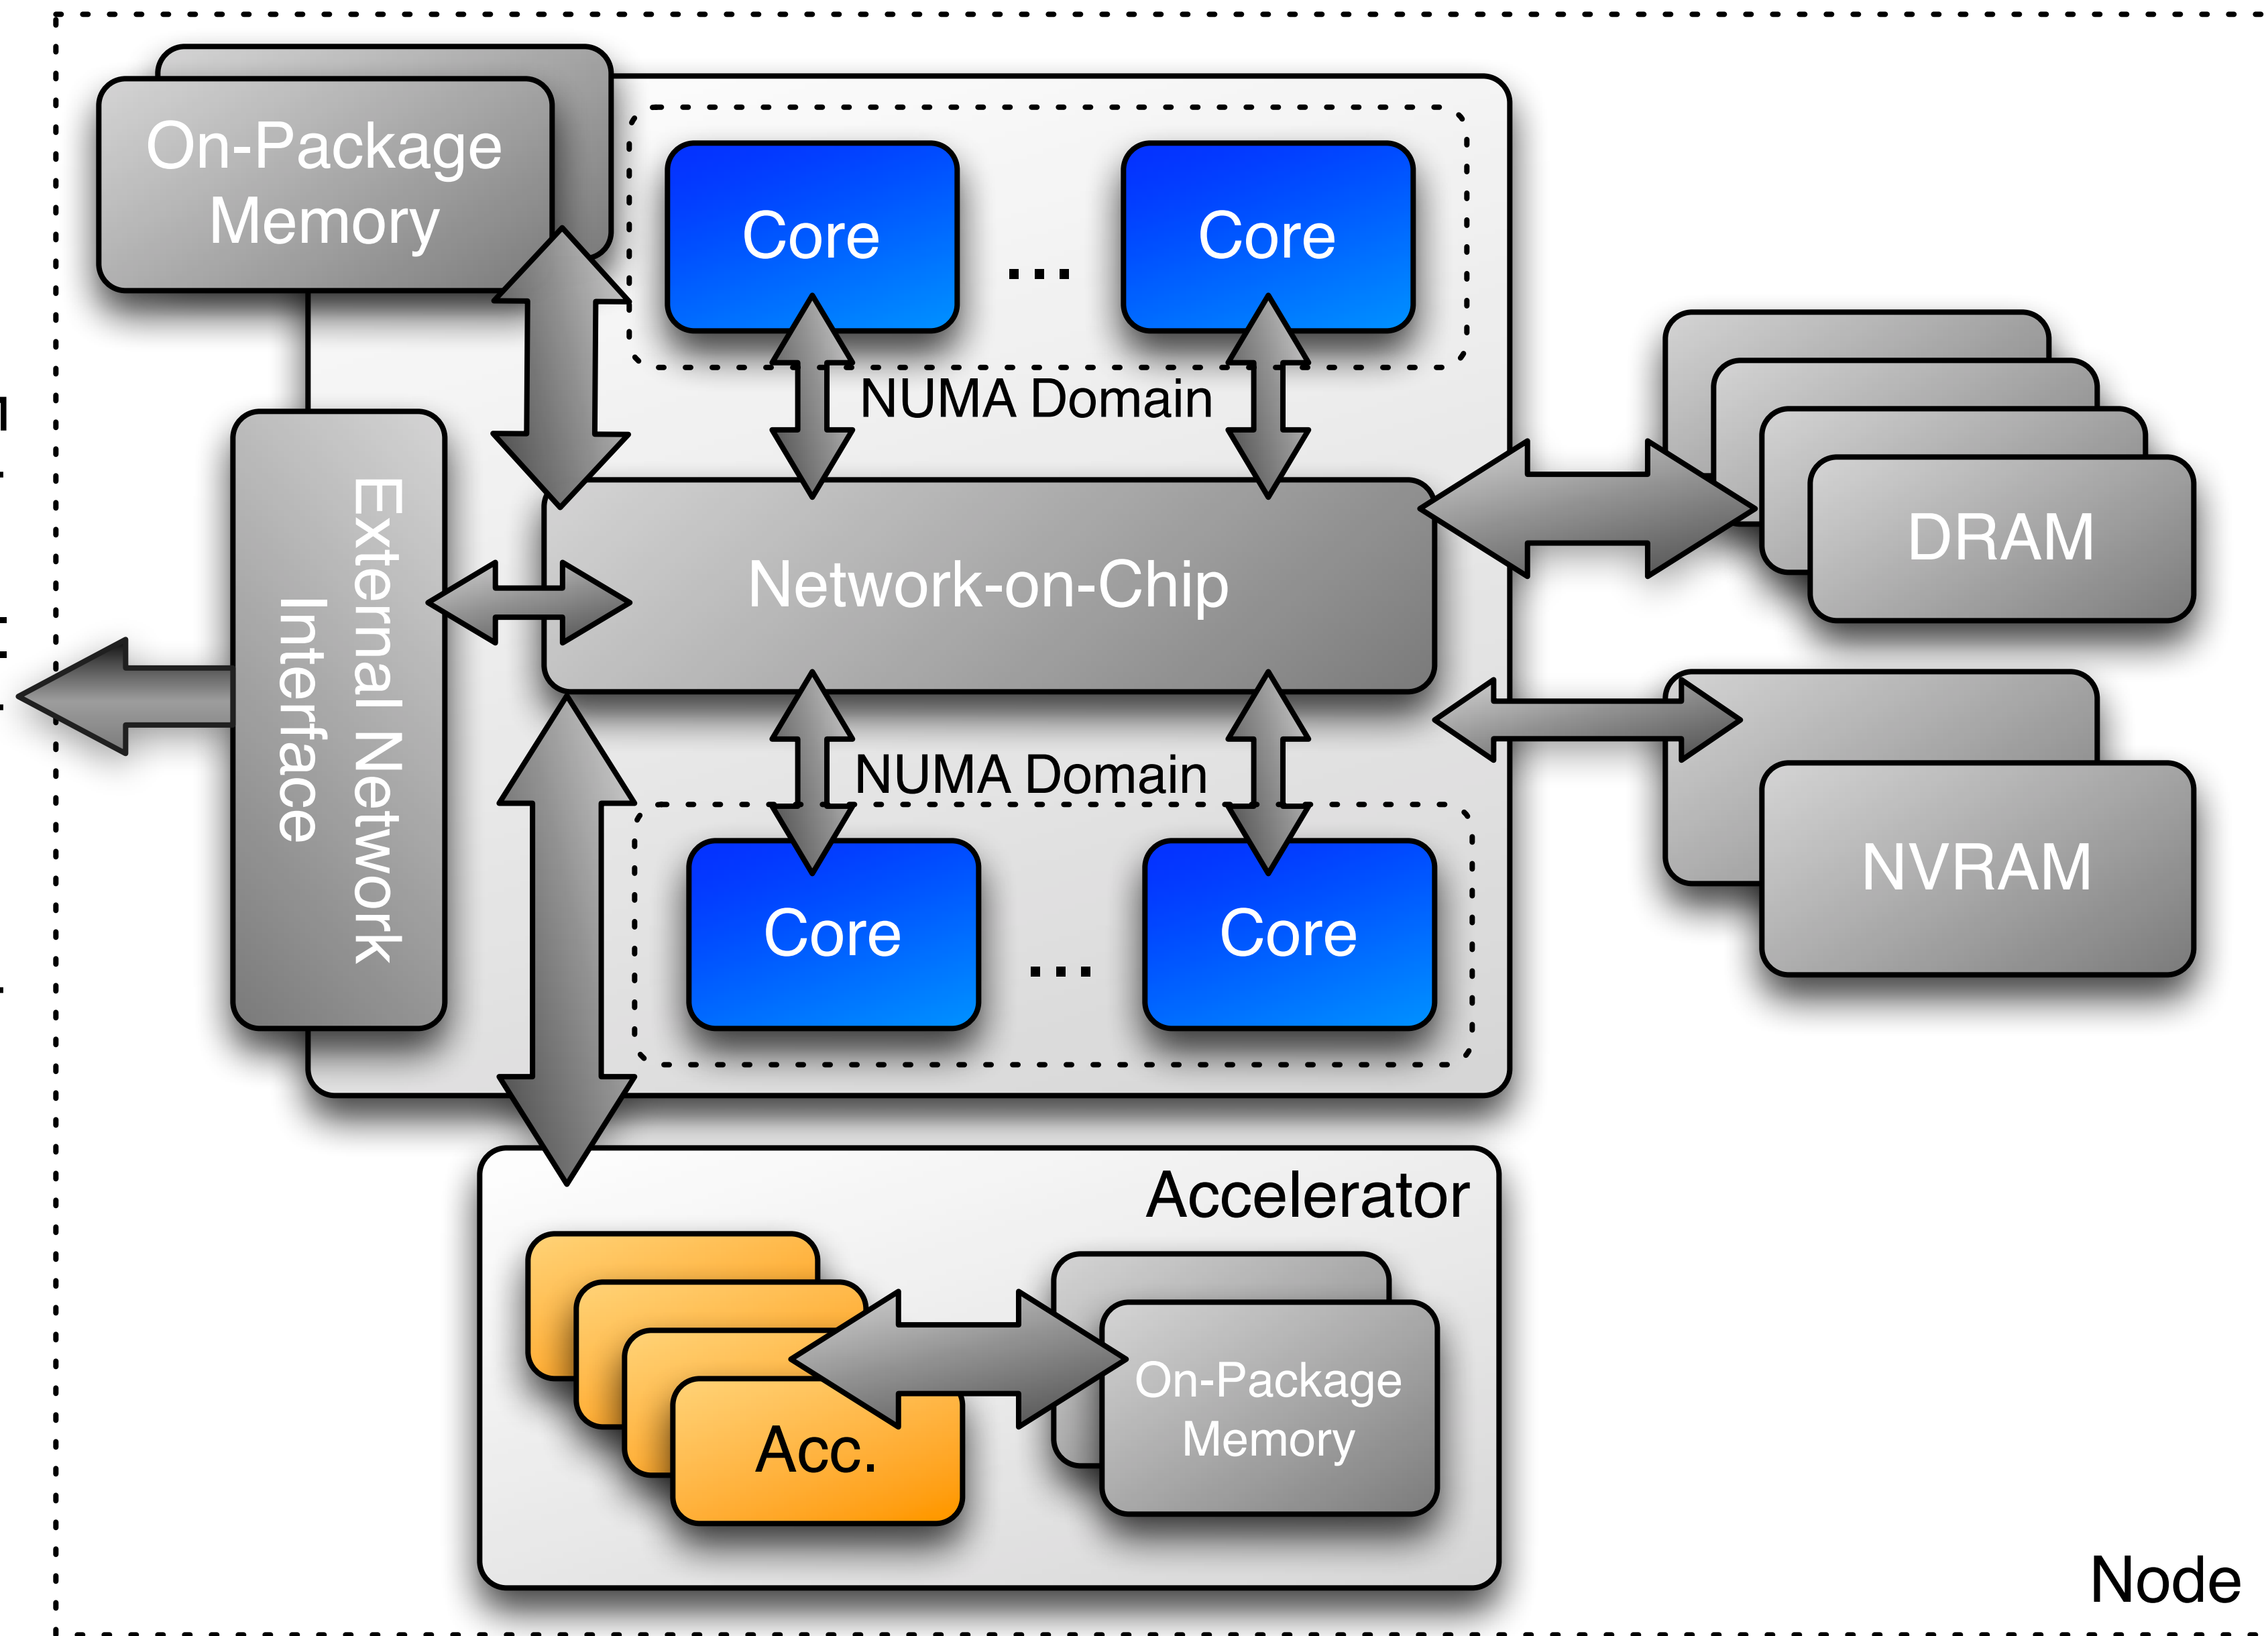 On-Package
Memory
Core
...
Core
NUMA Domain
External Network
Interface
Network-on-Chip
DRAM
NUMA Domain
NVRAM
Core
...
Core
Accelerator
Acc.
On-Package
Memory
Node